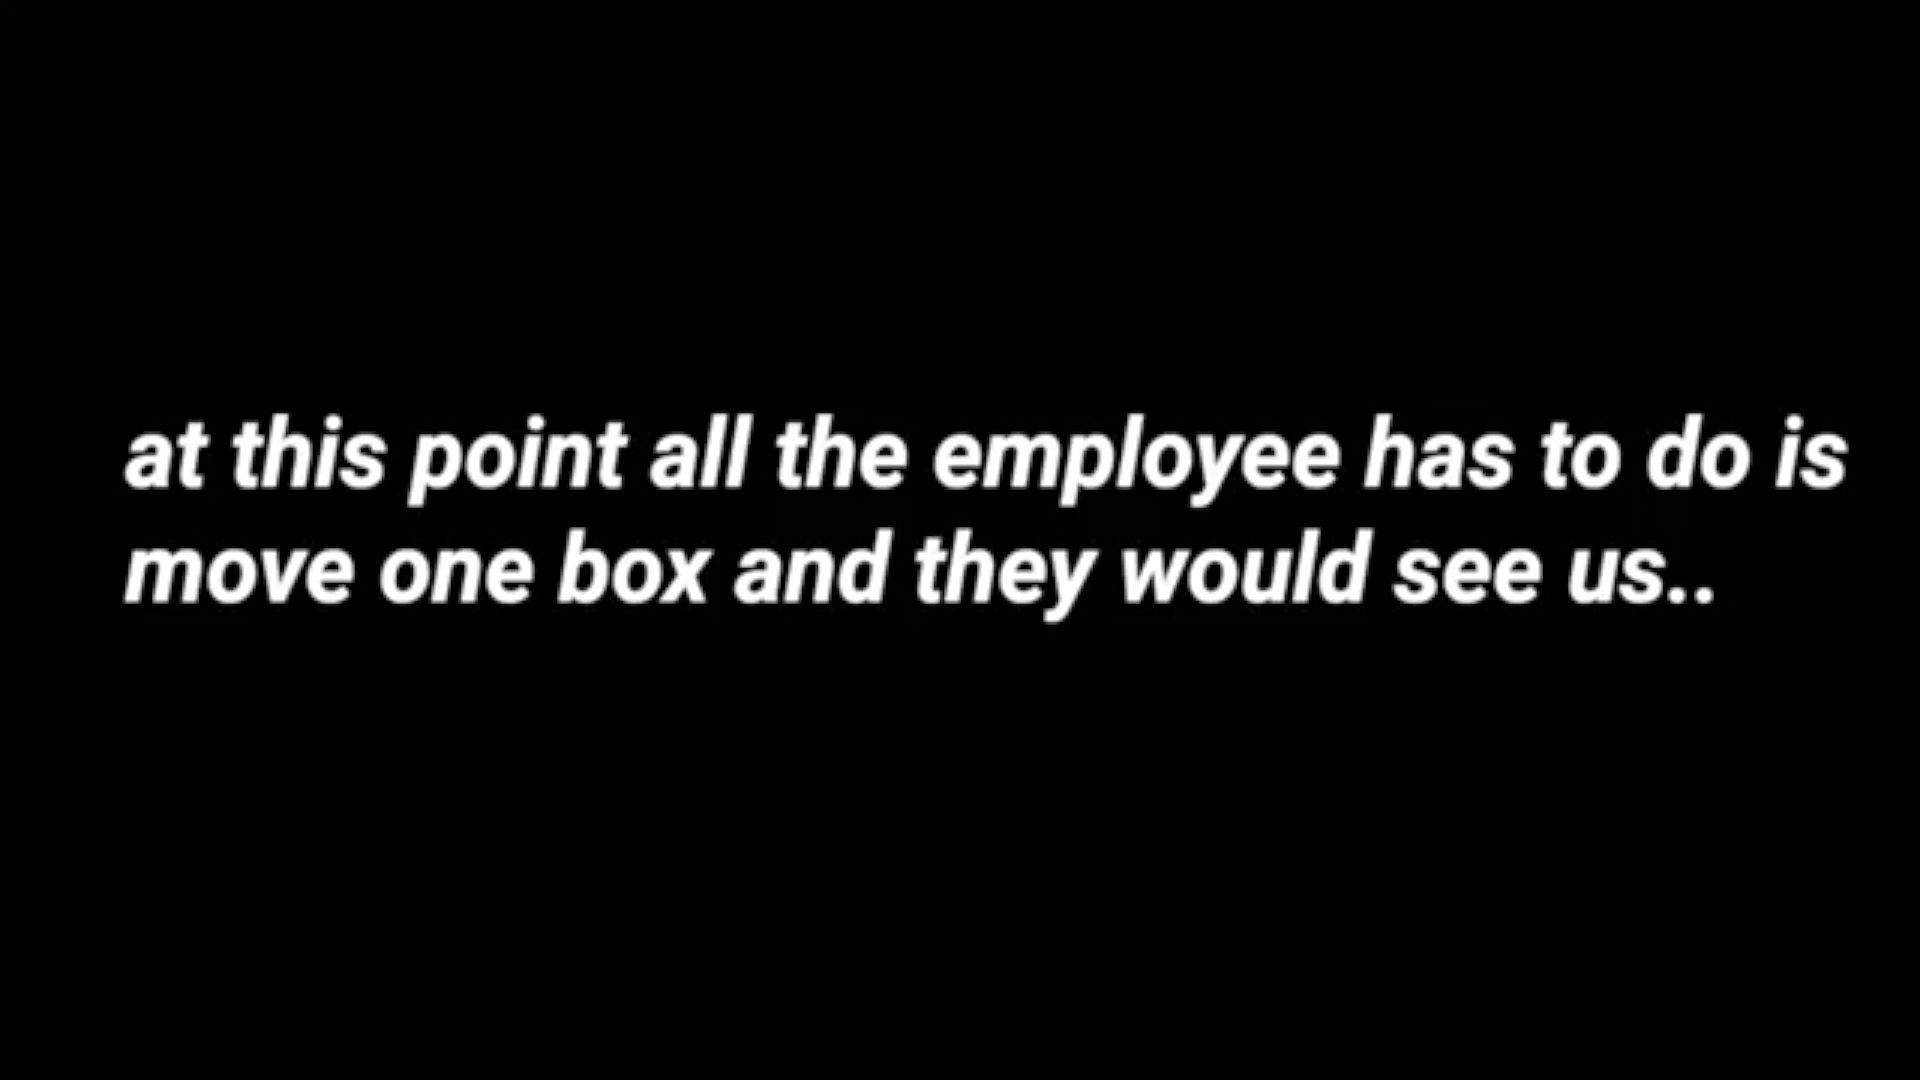 at this point all the employee has to do is
move one box and they would see us..